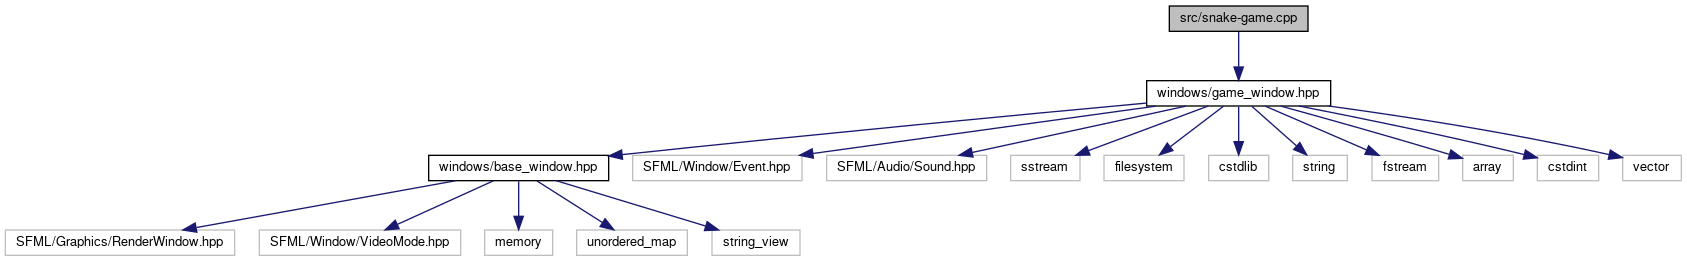 src/snake-game.cpp
windows/game_window.hpp
windows/base_window.hpp
SFML/Window/Event.hpp
SFML/Audio/Sound.hpp
sstream
filesystem
cstdlib
string
fstream
array
cstdint
vector
SFML/Graphics/RenderWindow.hpp
SFML/Window/VideoMode.hpp
memory
unordered_map
string_view